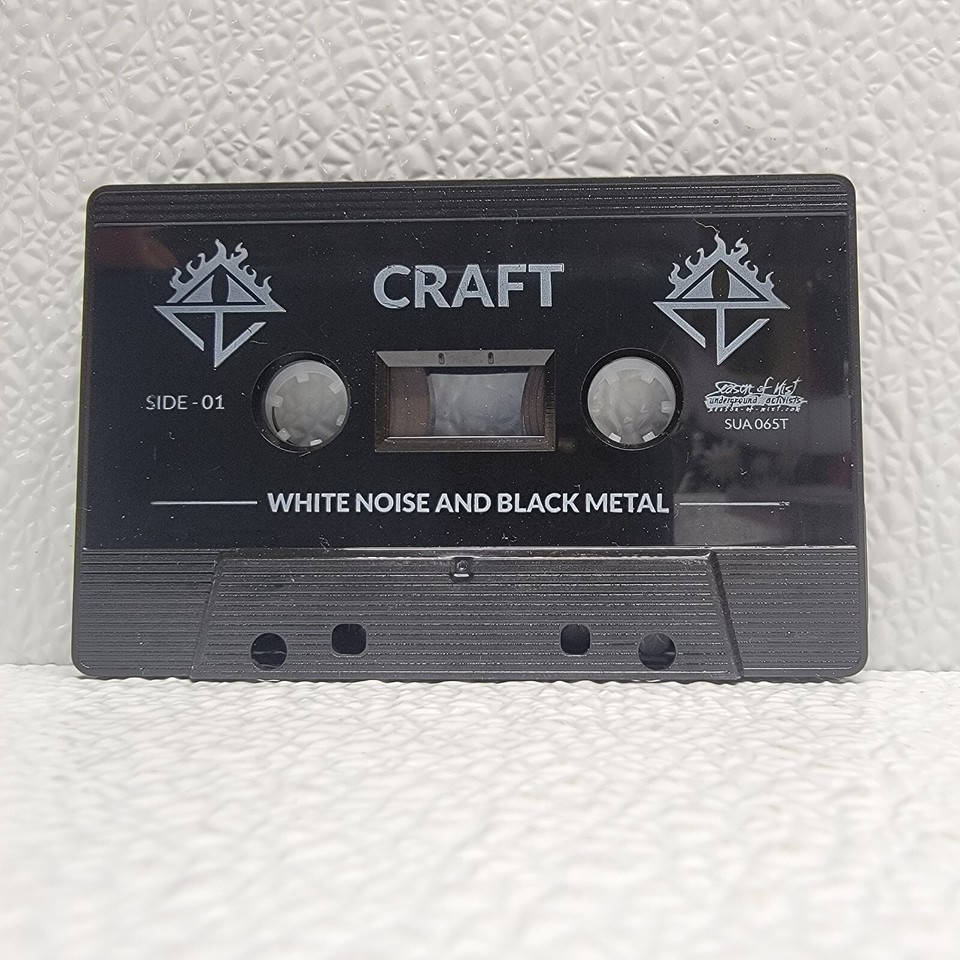 CRAFT
SIDE - 01
Season of Mist
underground activists
season-of-mist.com
SUA 065T
WHITE NOISE AND BLACK METAL